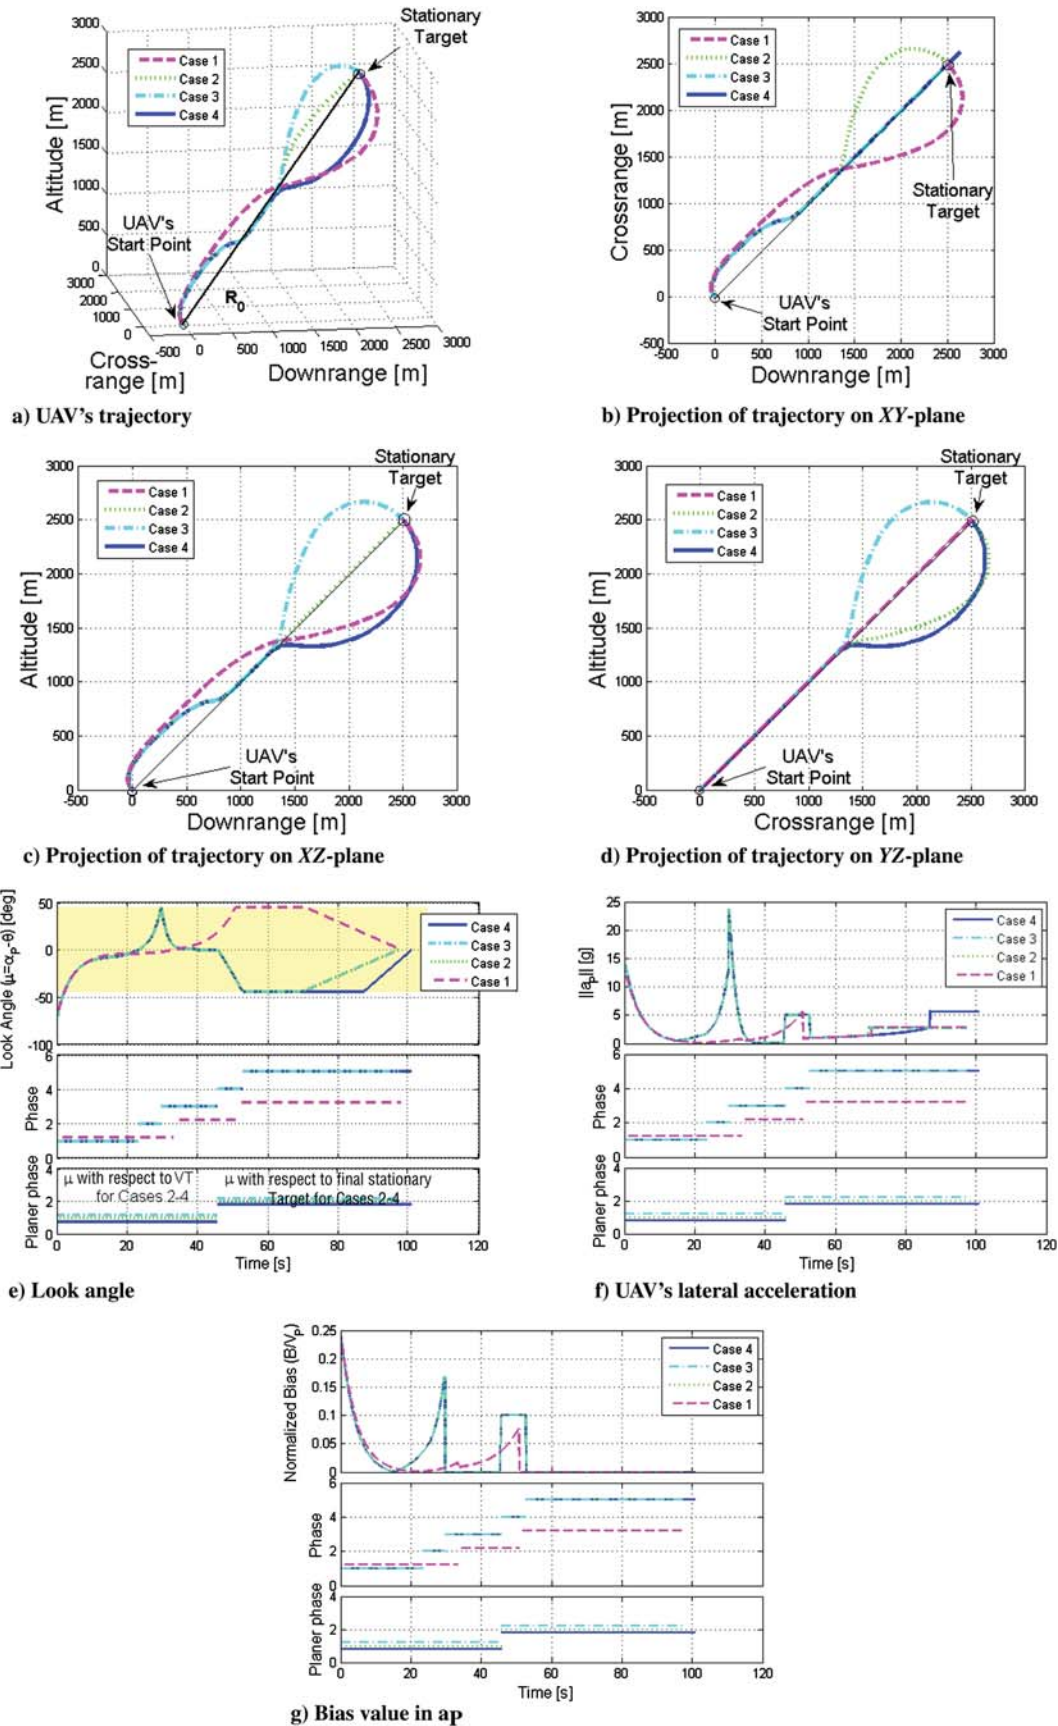 Stationary
Target
3000
2500
2000
1500
1000
500
0
Altitude [m]
Case 1
Case 2
Case 3
Case 4
UAV's
Start Point
R0
3000
2000
1000
0
-500
0
500
1000
1500
2000
2500
3000
Cross-
range [m]
Downrange [m]
a) UAV's trajectory
3000
2500
2000
1500
1000
500
0
-500
Crossrange [m]
Case 1
Case 2
Case 3
Case 4
Stationary
Target
UAV's
Start Point
-500
0
500
1000
1500
2000
2500
3000
Downrange [m]
b) Projection of trajectory on XY-plane
Stationary
Target
3000
2500
2000
1500
1000
500
0
Altitude [m]
Case 1
Case 2
Case 3
Case 4
UAV's
Start Point
-500
0
500
1000
1500
2000
2500
3000
Downrange [m]
c) Projection of trajectory on XZ-plane
Stationary
Target
3000
2500
2000
1500
1000
500
0
Altitude [m]
Case 1
Case 2
Case 3
Case 4
UAV's
Start Point
-500
0
500
1000
1500
2000
2500
3000
Crossrange [m]
d) Projection of trajectory on YZ-plane
Look Angle (μ=αP-θ) [deg]
50
0
-50
-100
Case 4
Case 3
Case 2
Case 1
Phase
6
4
2
0
Planer phase
4
2
0
μ with respect to VT
for Cases 2-4
μ with respect to final stationary
Target for Cases 2-4
0
20
40
60
80
100
120
Time [s]
e) Look angle
||aP|| [g]
25
20
15
10
5
0
Case 4
Case 3
Case 2
Case 1
Phase
6
4
2
0
Planer phase
4
2
0
0
20
40
60
80
100
120
Time [s]
f) UAV's lateral acceleration
Normalized Bias (B/VP)
0.25
0.2
0.15
0.1
0.05
0
Case 4
Case 3
Case 2
Case 1
Phase
6
4
2
0
Planer phase
4
2
0
0
20
40
60
80
100
120
Time [s]
g) Bias value in aP